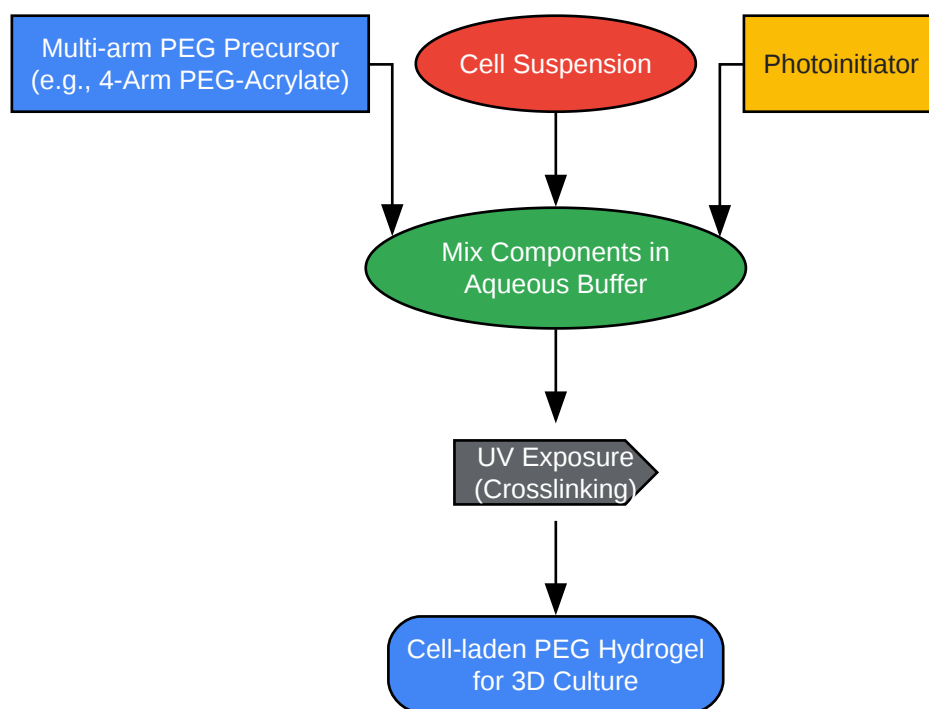 Multi-arm PEG Precursor
(e.g., 4-Arm PEG-Acrylate)
Cell Suspension
Photoinitiator
Mix Components in
Aqueous Buffer
UV Exposure
(Crosslinking)
Cell-laden PEG Hydrogel
for 3D Culture